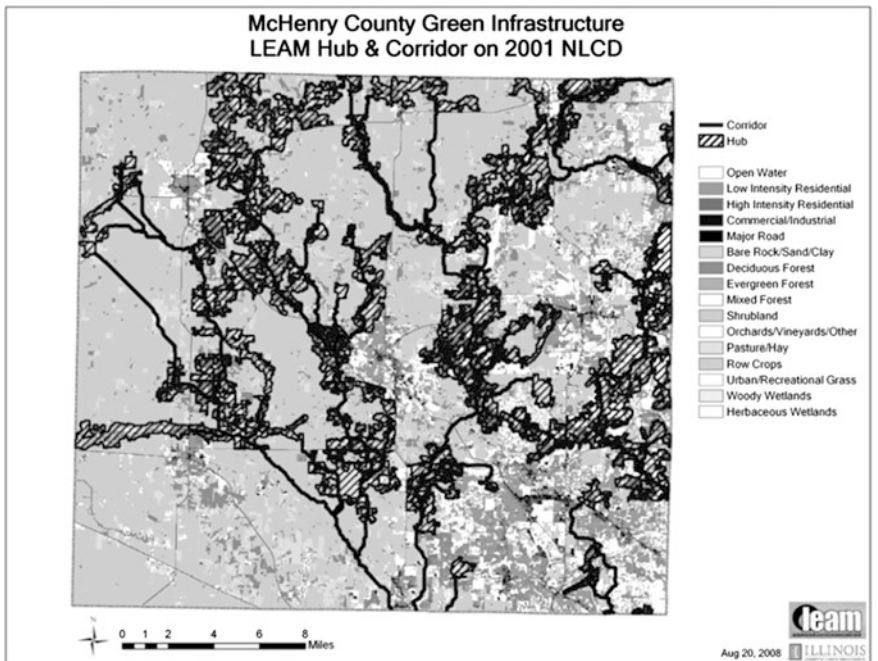 McHenry County Green Infrastructure
LEAM Hub & Corridor on 2001 NLCD
Corridor
Hub
Open Water
Low Intensity Residential
High Intensity Residential
Commercial/Industrial
Major Road
Bare Rock/Sand/Clay
Deciduous Forest
Evergreen Forest
Mixed Forest
Shrubland
Orchards/Vineyards/Other
Pasture/Hay
Row Crops
Urban/Recreational Grass
Woody Wetlands
Herbaceous Wetlands
N
0 1 2 4 6 8
Miles
leam
Aug 20, 2008
ILLINOIS